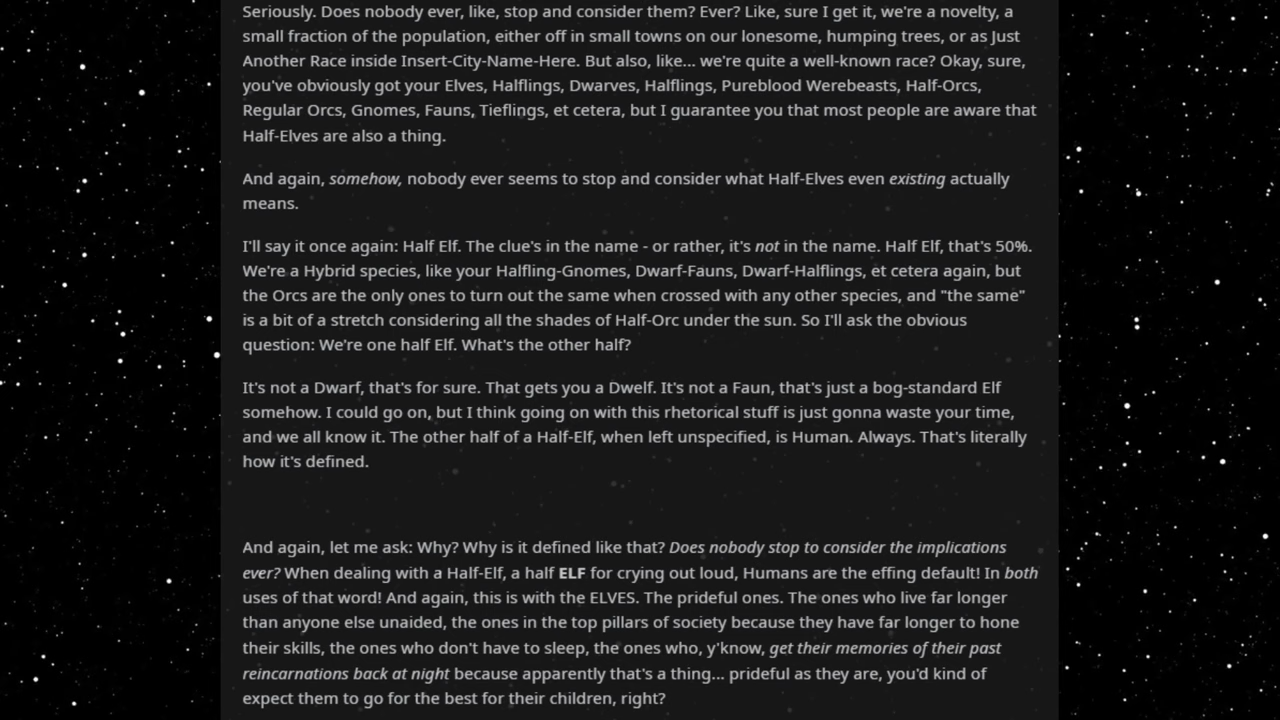 Seriously. Does nobody ever, like, stop and consider them? Ever? Like, sure I get it, we're a novelty, a
small fraction of the population, either off in small towns on our lonesome, humping trees, or as Just
Another Race inside Insert-City-Name-Here. But also, like... we're quite a well-known race? Okay, sure,
you've obviously got your Elves, Halflings, Dwarves, Halflings, Pureblood Werebeasts, Half-Orcs,
Regular Orcs, Gnomes, Fauns, Tieflings, et cetera, but I guarantee you that most people are aware that
Half-Elves are also a thing.
And again, somehow, nobody ever seems to stop and consider what Half-Elves even existing actually
means.
I'll say it once again: Half Elf. The clue's in the name - or rather, it's not in the name. Half Elf, that's 50%.
We're a Hybrid species, like your Halfling-Gnomes, Dwarf-Fauns, Dwarf-Halflings, et cetera again, but
the Orcs are the only ones to turn out the same when crossed with any other species, and "the same"
is a bit of a stretch considering all the shades of Half-Orc under the sun. So I'll ask the obvious
question: We're one half Elf. What's the other half?
It's not a Dwarf, that's for sure. That gets you a Dwelf. It's not a Faun, that's just a bog-standard Elf
somehow. I could go on, but I think going on with this rhetorical stuff is just gonna waste your time,
and we all know it. The other half of a Half-Elf, when left unspecified, is Human. Always. That's literally
how it's defined.
And again, let me ask: Why? Why is it defined like that? Does nobody stop to consider the implications
ever? When dealing with a Half-Elf, a half ELF for crying out loud, Humans are the effing default! In both
uses of that word! And again, this is with the ELVES. The prideful ones. The ones who live far longer
than anyone else unaided, the ones in the top pillars of society because they have far longer to hone
their skills, the ones who don't have to sleep, the ones who, y'know, get their memories of their past
reincarnations back at night because apparently that's a thing... prideful as they are, you'd kind of
expect them to go for the best for their children, right?